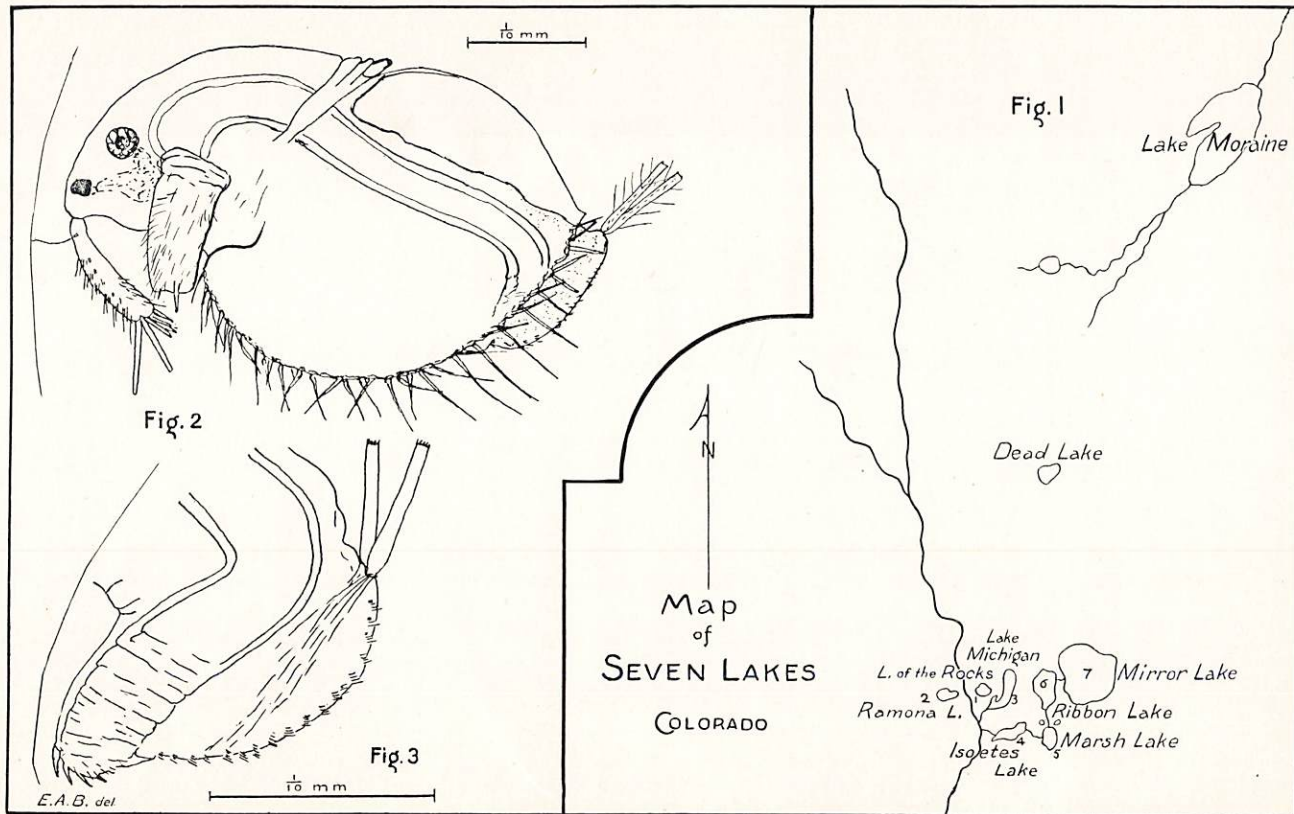 1/10 mm
Fig. 2
Fig. 3
1/10 mm
E.A.B. del.
Fig. 1
Lake Moraine
Dead Lake
N
Map
of
SEVEN LAKES
COLORADO
Lake
Michigan
L. of the Rocks
2
1
3
6
7
Mirror Lake
Ramona L.
Ribbon Lake
4
Isoetes
Lake
5
Marsh Lake